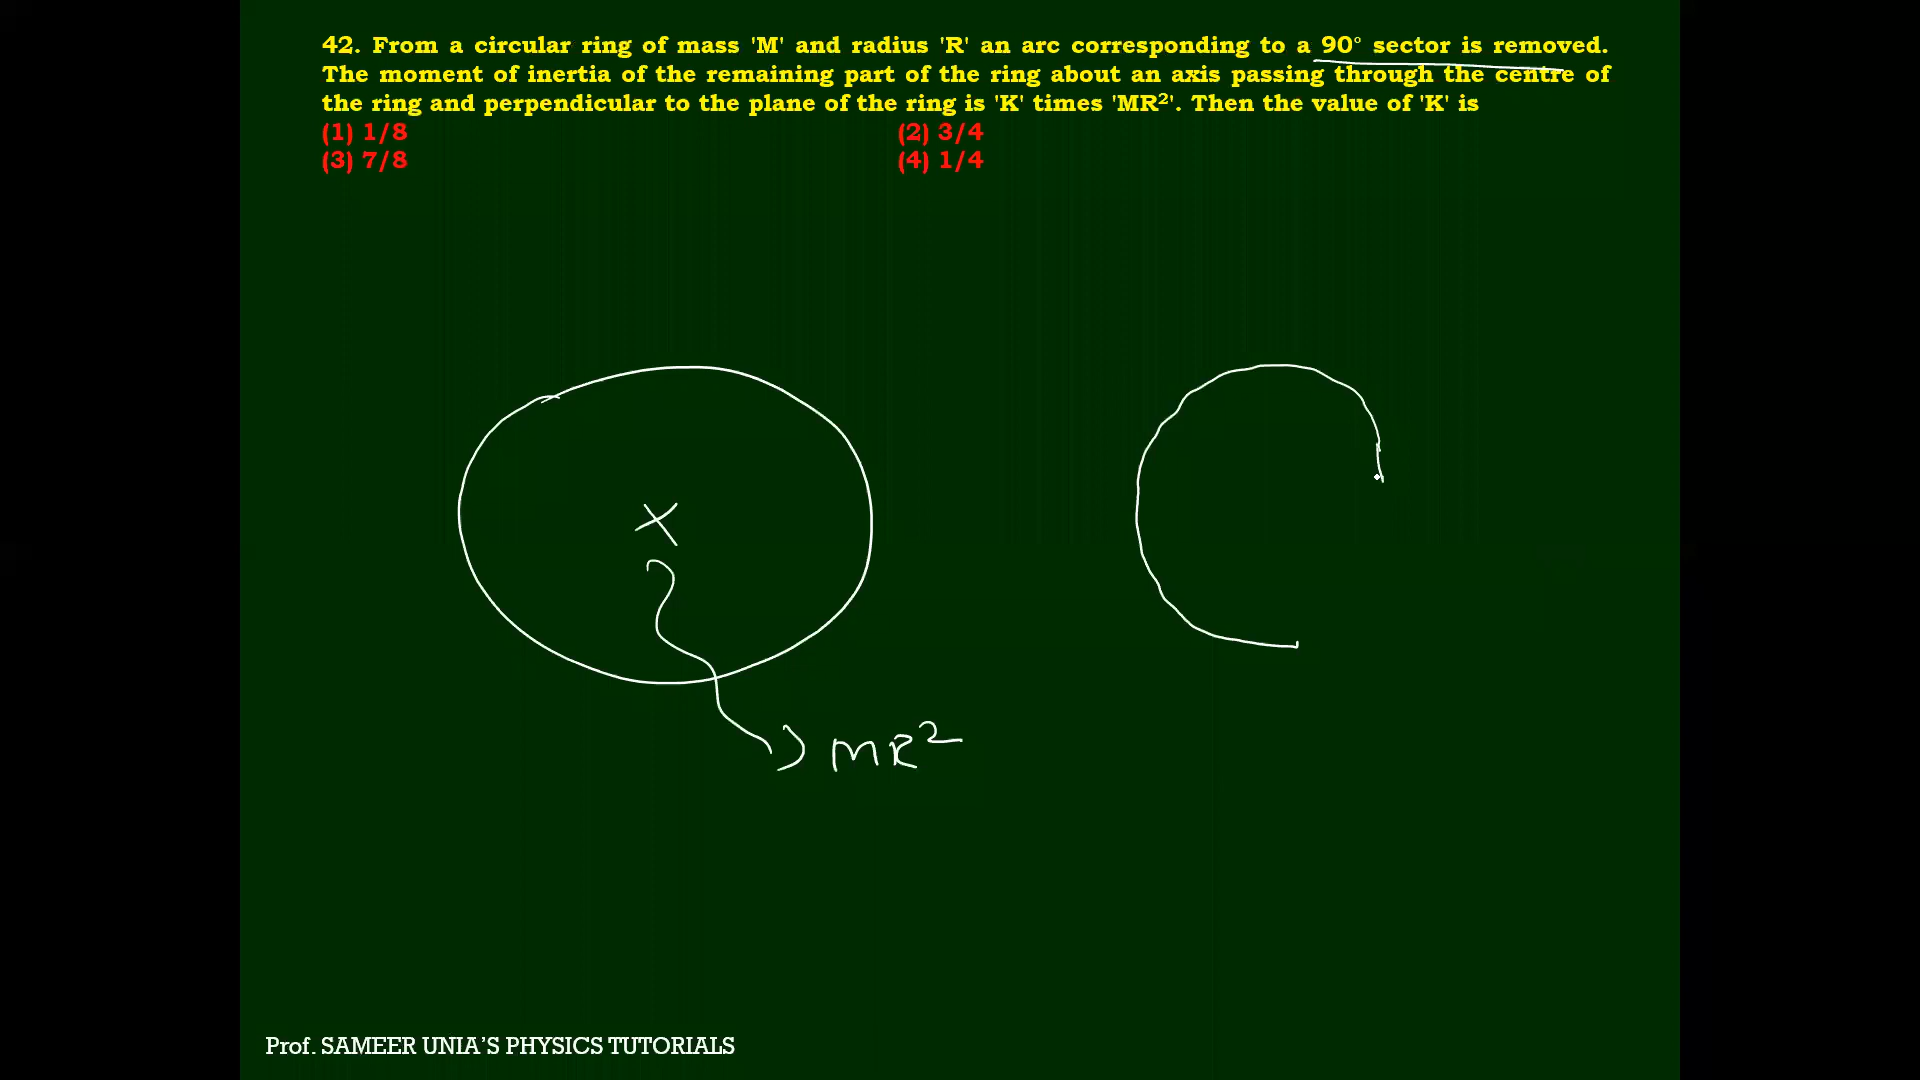 42. From a circular ring of mass 'M' and radius 'R' an arc corresponding to a 90° sector is removed.
The moment of inertia of the remaining part of the ring about an axis passing through the centre of
the ring and perpendicular to the plane of the ring is 'K' times 'MR²'. Then the value of 'K' is
(1) 1/8 (2) 3/4
(3) 7/8 (4) 1/4
MR²
Prof. SAMEER UNIA'S PHYSICS TUTORIALS